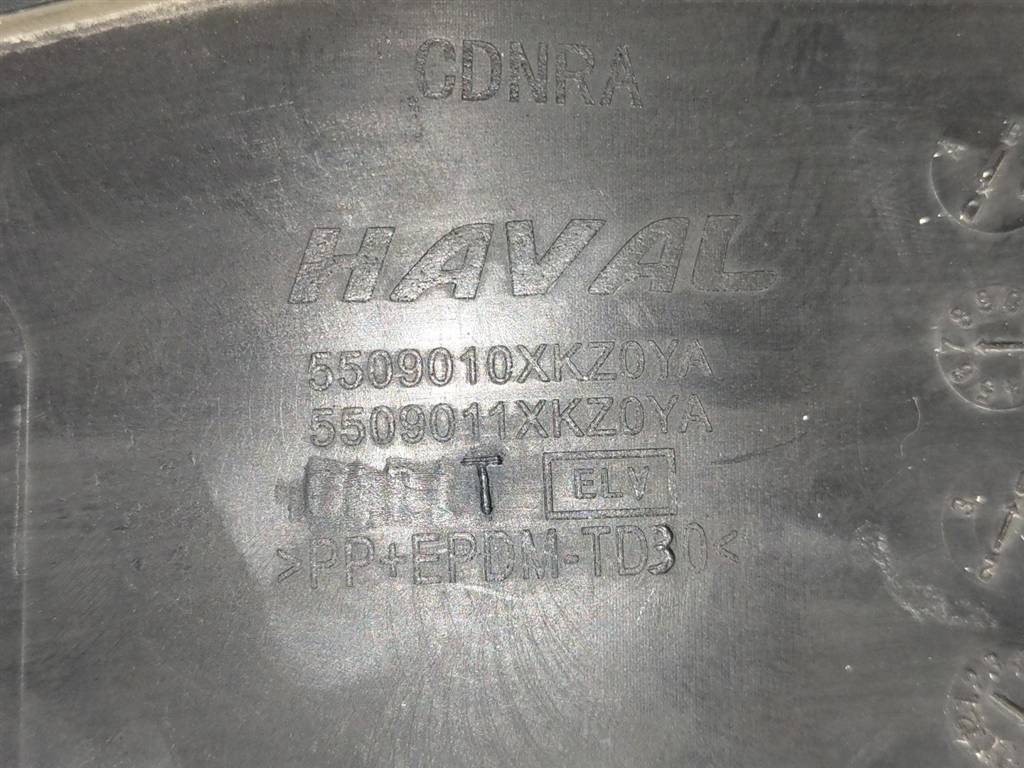 CDNRA
HAVAL
5509010XKZ0YA
5509011XKZ0YA
T ELV
>PP+EPDM-TD30<